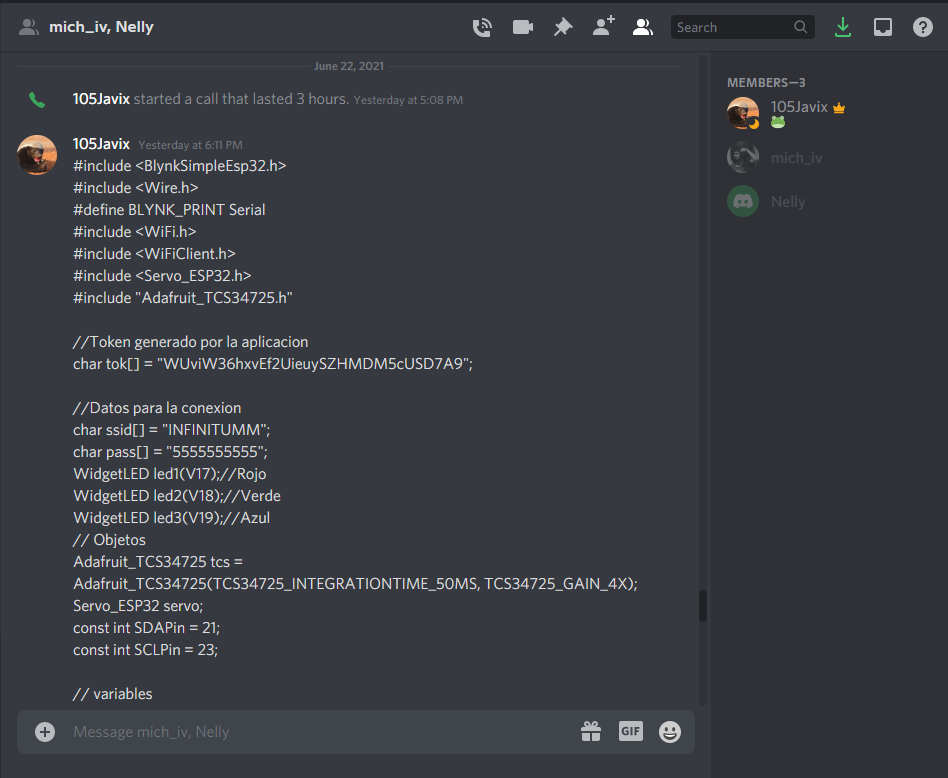 mich_iv, Nelly
Search
June 22, 2021
105Javix started a call that lasted 3 hours. Yesterday at 5:08 PM
105Javix Yesterday at 6:11 PM
#include <BlynkSimpleEsp32.h>
#include <Wire.h>
#define BLYNK_PRINT Serial
#include <WiFi.h>
#include <WiFiClient.h>
#include <Servo_ESP32.h>
#include "Adafruit_TCS34725.h"
//Token generado por la aplicacion
char tok[] = "WUviW36hxvEf2UieuySZHMDM5cUSD7A9";
//Datos para la conexion
char ssid[] = "INFINITUMM";
char pass[] = "5555555555";
WidgetLED led1(V17);//Rojo
WidgetLED led2(V18);//Verde
WidgetLED led3(V19);//Azul
// Objetos
Adafruit_TCS34725 tcs =
Adafruit_TCS34725(TCS34725_INTEGRATIONTIME_50MS, TCS34725_GAIN_4X);
Servo_ESP32 servo;
const int SDAPin = 21;
const int SCLPin = 23;
// variables
Message mich_iv, Nelly
GIF
MEMBERS—3
105Javix
mich_iv
Nelly